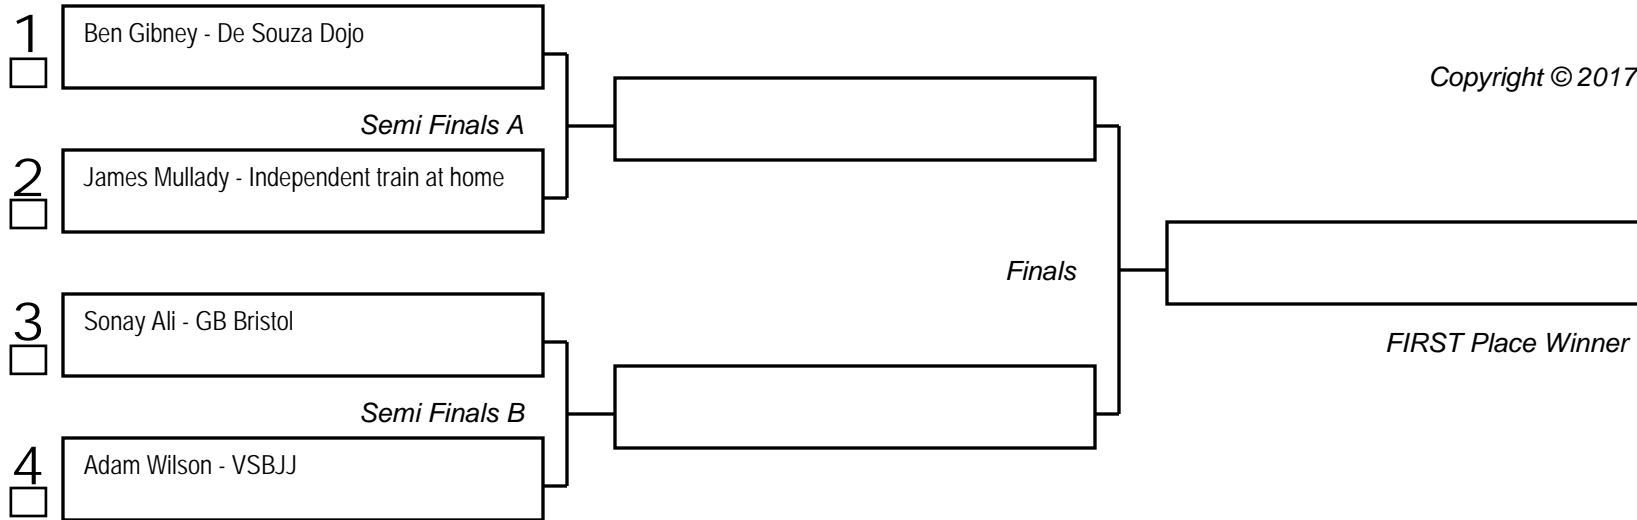 1
Ben Gibney - De Souza Dojo
Copyright © 2017
Semi Finals A
2
James Mullady - Independent train at home
Finals
3
Sonay Ali - GB Bristol
FIRST Place Winner
Semi Finals B
4
Adam Wilson - VSBJJ